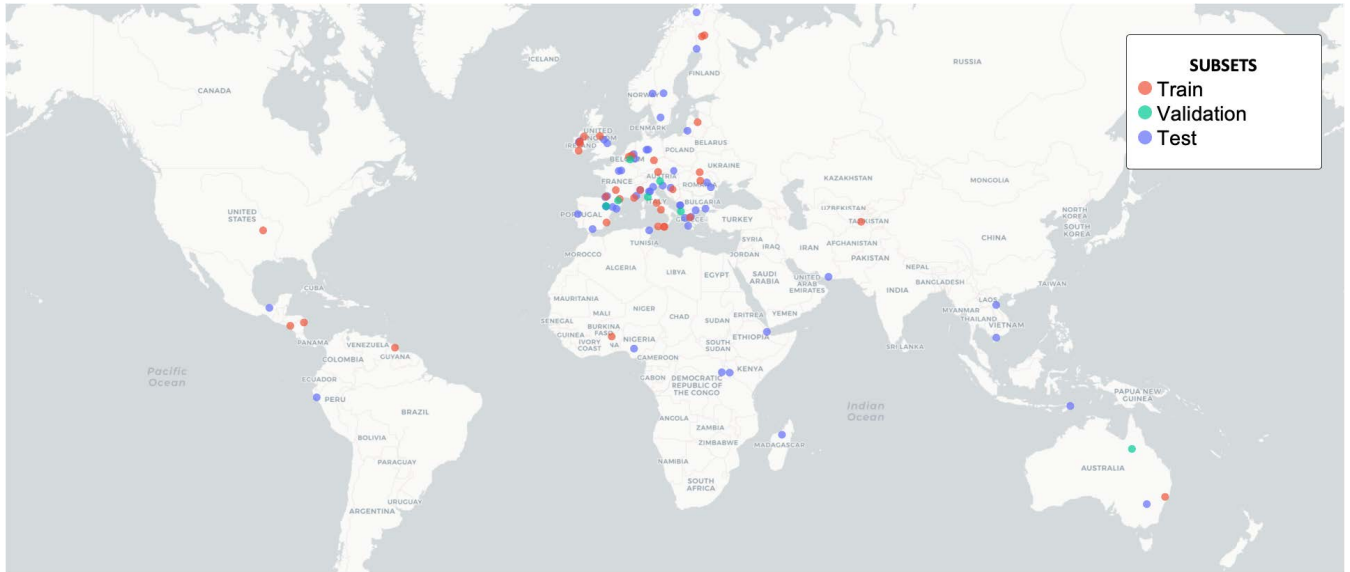 SUBSETS
Train
Validation
Test
ICELAND
RUSSIA
CANADA
FINLAND
NORWAY
DENMARK
UNITED
KINGDOM
IRELAND
BELARUS
POLAND
BELGIUM
UKRAINE
AUSTRIA
FRANCE
ROMANIA
KAZAKHSTAN
MONGOLIA
ITALY
BULGARIA
UZBEKISTAN
NORTH
KOREA
SOUTH
KOREA
UNITED
STATES
PORTUGAL
GREECE
TURKEY
TAJIKISTAN
CHINA
TUNISIA
SYRIA
IRAQ
IRAN
AFGHANISTAN
MOROCCO
JORDAN
PAKISTAN
NEPAL
ALGERIA
LIBYA
EGYPT
SAUDI
ARABIA
UNITED
ARAB
EMIRATES
BANGLADESH
TAIWAN
INDIA
CUBA
MAURITANIA
MALI
NIGER
CHAD
SUDAN
ERITREA
YEMEN
LAOS
MYANMAR
THAILAND
VIETNAM
SENEGAL
GUINEA
BURKINA
FASO
IVORY
COAST
NIGERIA
ETHIOPIA
SOUTH
SUDAN
CAMEROON
SRI LANKA
PANAMA
VENEZUELA
GUYANA
COLOMBIA
Pacific
Ocean
ECUADOR
GABON
DEMOCRATIC
REPUBLIC OF
THE CONGO
KENYA
PERU
BRAZIL
PAPUA NEW
GUINEA
Indian
Ocean
ANGOLA
ZAMBIA
ZIMBABWE
MADAGASCAR
BOLIVIA
PARAGUAY
NAMIBIA
SOUTH
AFRICA
AUSTRALIA
URUGUAY
ARGENTINA